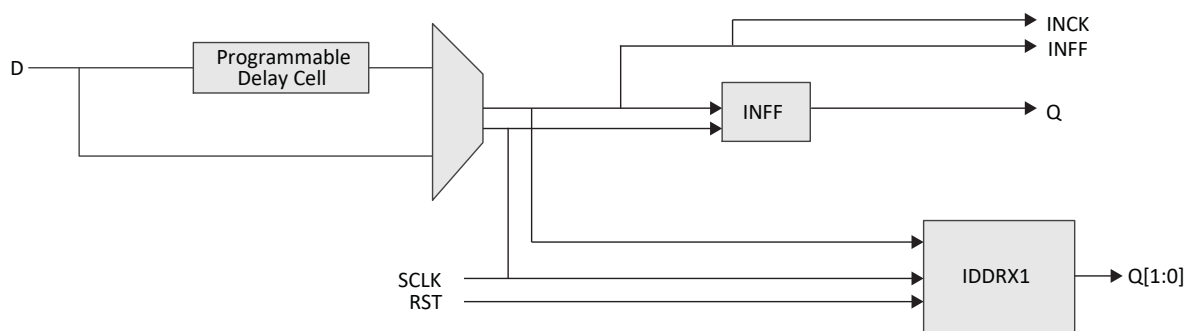 INCK
INFF
D
Programmable
Delay Cell
INFF
Q
SCLK
RST
IDDRX1
Q[1:0]